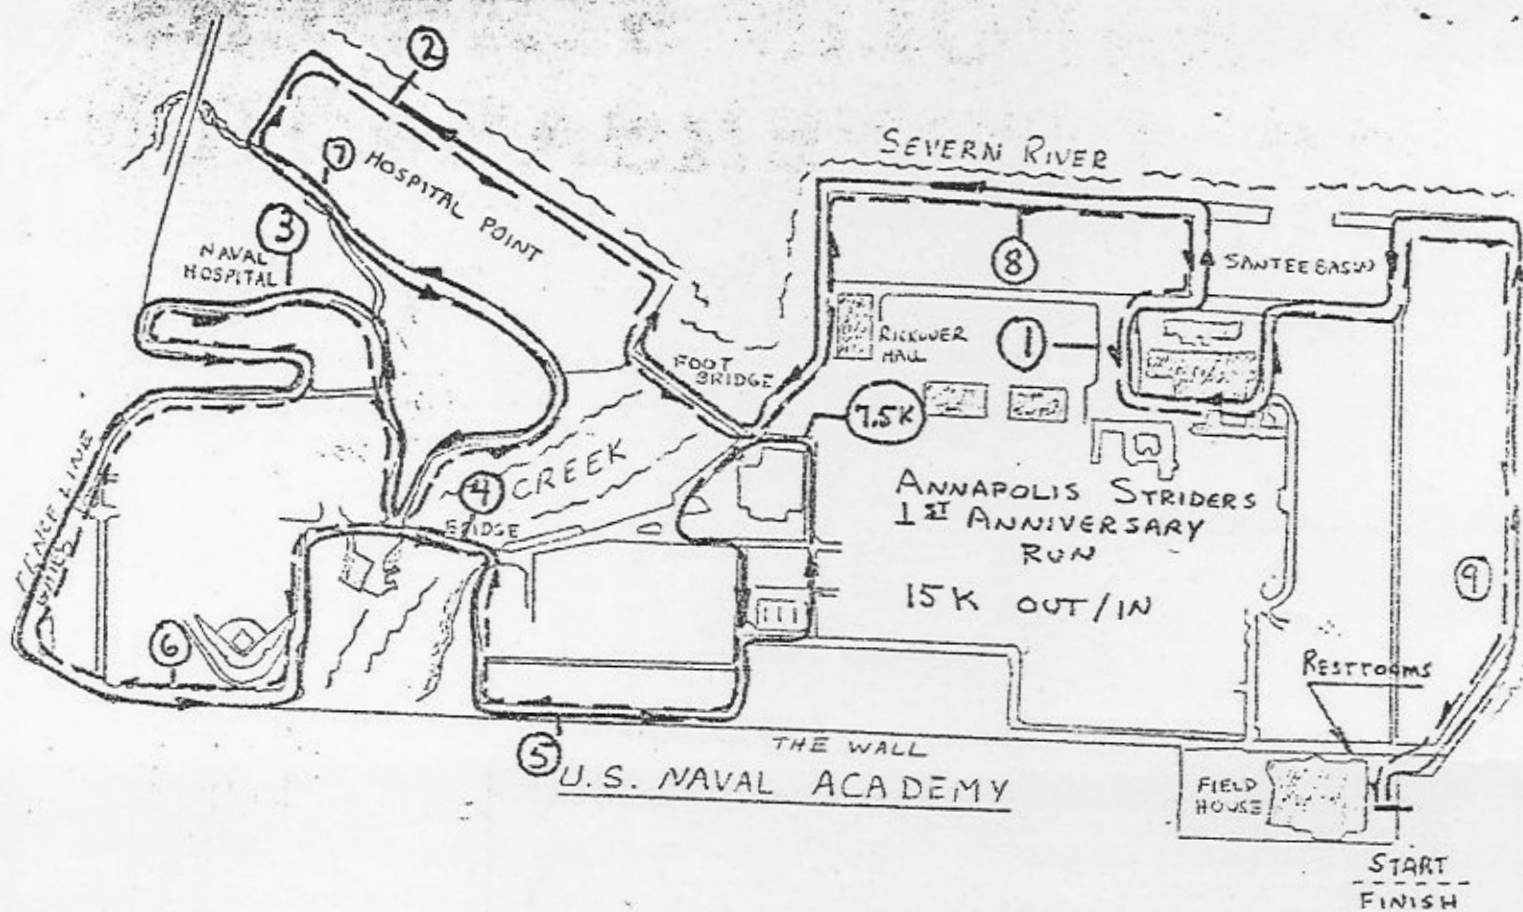 2
SEVERN RIVER
7
HOSPITAL POINT
3
NAVAL
HOSPITAL
8
SANTEE BASIN
RICKOVER
HALL
1
FOOT
BRIDGE
7.5K
FENCE LINE
4
CREEK
BRIDGE
ANNAPOLIS STRIDERS
1ST ANNIVERSARY
RUN
15K OUT/IN
9
6
RESTROOMS
5
THE WALL
U.S. NAVAL ACADEMY
FIELD
HOUSE
START
FINISH